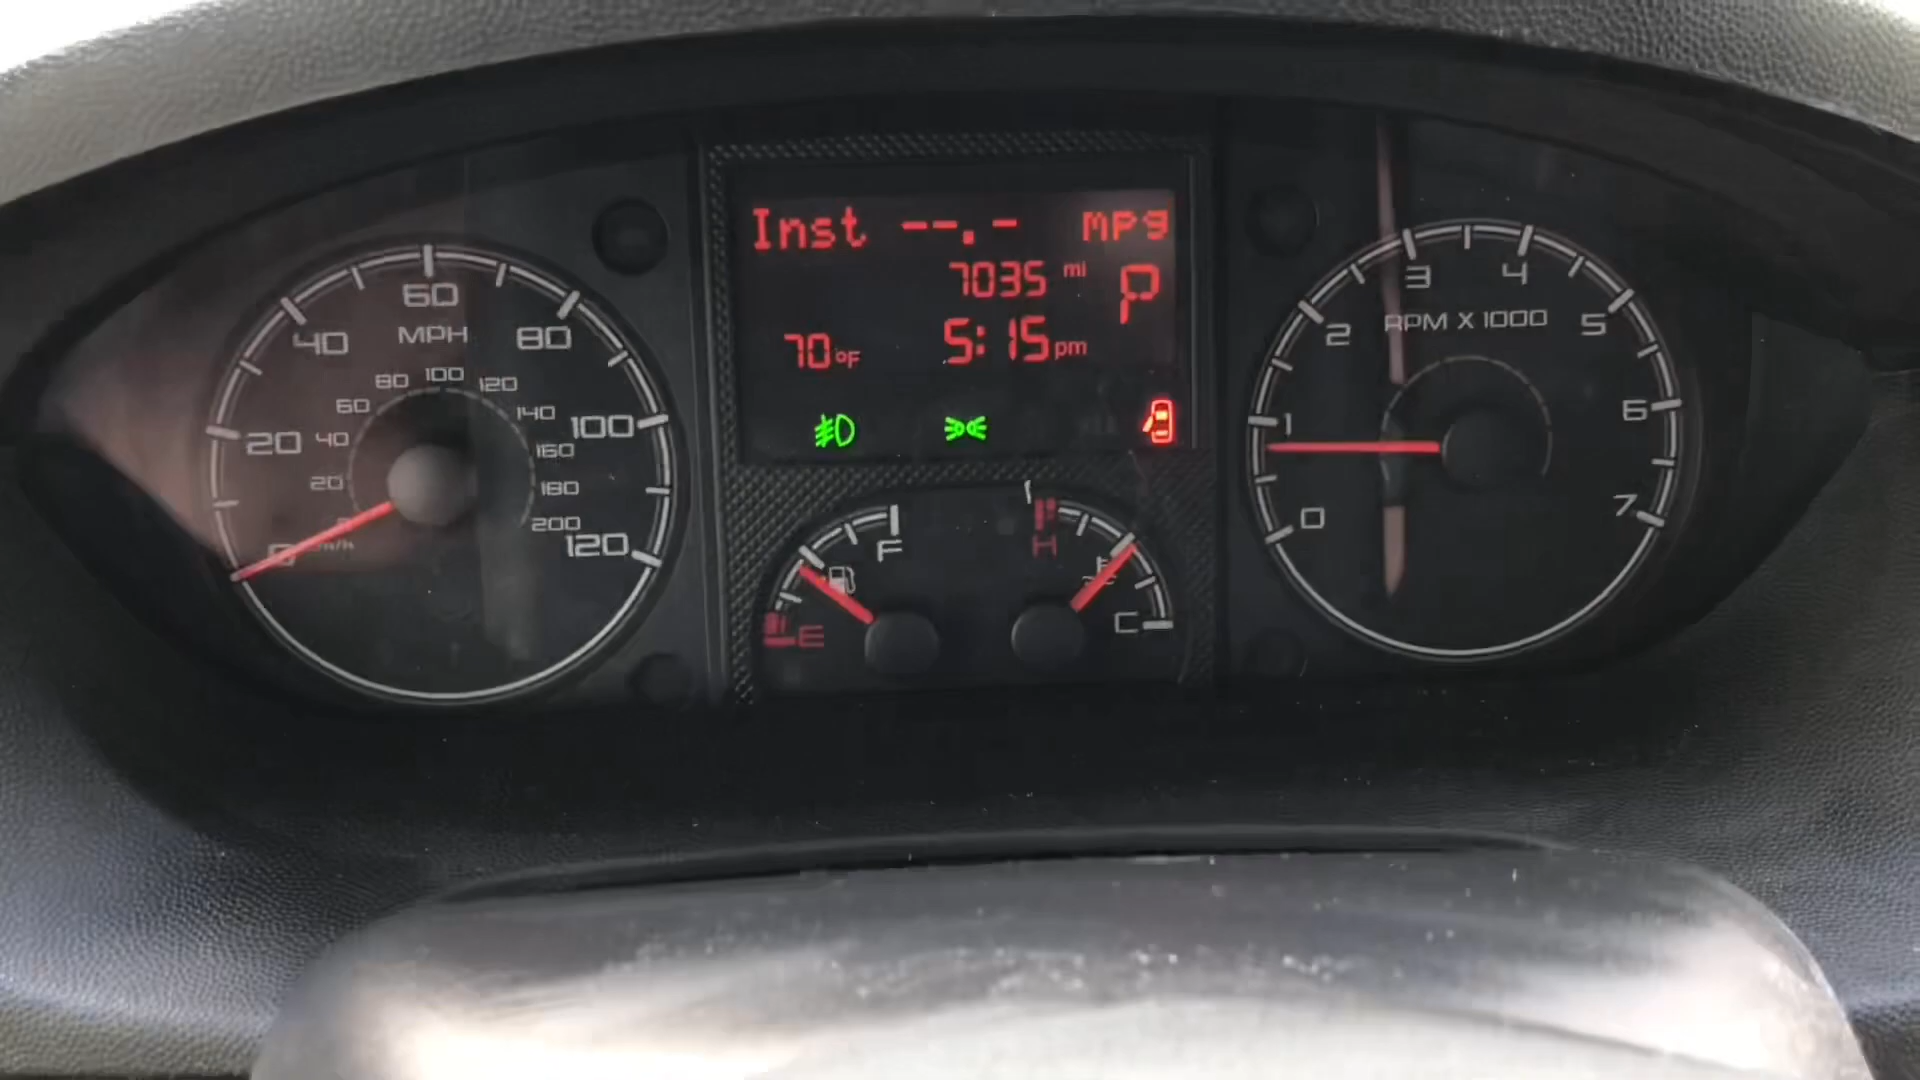 Inst --.- mpg
7035 mi
P
70°F 5:15 pm
0 20 40 60 80 100 120
MPH
20 40 60 80 100 120 140 160 180 200
F
E
H
C
0 1 2 3 4 5 6 7
RPM X 1000